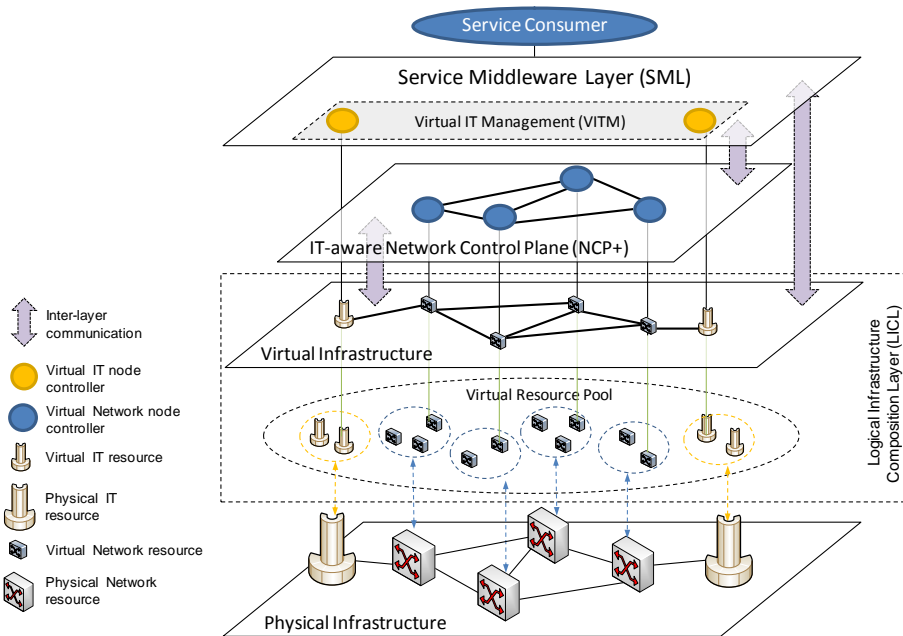 Service Consumer
Service Middleware Layer (SML)
Virtual IT Management (VITM)
IT-aware Network Control Plane (NCP+)
Virtual Infrastructure
Virtual Resource Pool
Logical Infrastructure
Composition Layer (LICL)
Physical Infrastructure
Inter-layer
communication
Virtual IT node
controller
Virtual Network node
controller
Virtual IT resource
Physical IT
resource
Virtual Network resource
Physical Network
resource